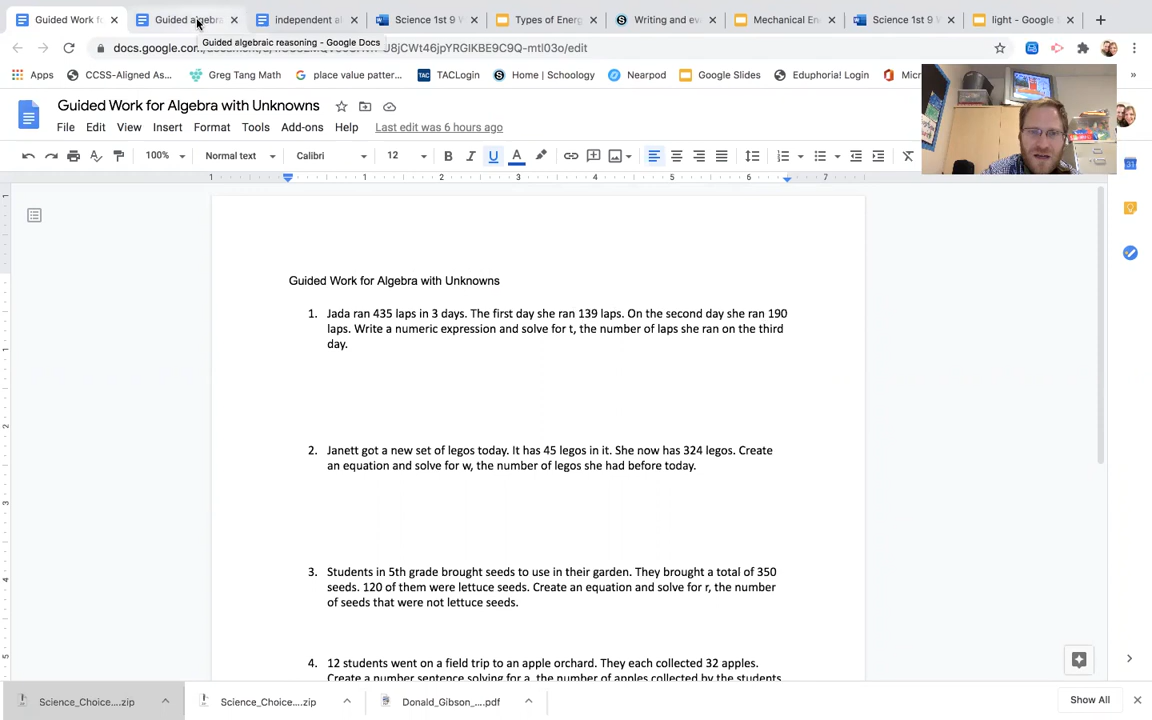 Guided Work f
Guided algebra
independent al
Science 1st 9 W
Types of Energ
Writing and ev
Mechanical En
Science 1st 9 W
light - Google
Guided algebraic reasoning - Google Docs
docs.google.com
U8jCWt46jpYRGIKBE9C9Q-mtl03o/edit
Apps
CCSS-Aligned As...
Greg Tang Math
place value patter...
TAC
TACLogin
Home | Schoology
Nearpod
Google Slides
Eduphoria! Login
Micr
Guided Work for Algebra with Unknowns
File Edit View Insert Format Tools Add-ons Help Last edit was 6 hours ago
100% Normal text Calibri 12 B I U A
1 1 2 3 4 5 6 7
Guided Work for Algebra with Unknowns
1. Jada ran 435 laps in 3 days. The first day she ran 139 laps. On the second day she ran 190
laps. Write a numeric expression and solve for t, the number of laps she ran on the third
day.
2. Janett got a new set of legos today. It has 45 legos in it. She now has 324 legos. Create
an equation and solve for w, the number of legos she had before today.
3. Students in 5th grade brought seeds to use in their garden. They brought a total of 350
seeds. 120 of them were lettuce seeds. Create an equation and solve for r, the number
of seeds that were not lettuce seeds.
4. 12 students went on a field trip to an apple orchard. They each collected 32 apples.
Create a number sentence solving for a, the number of apples collected by the students
Science_Choice....zip
Science_Choice....zip
Donald_Gibson_....pdf
Show All